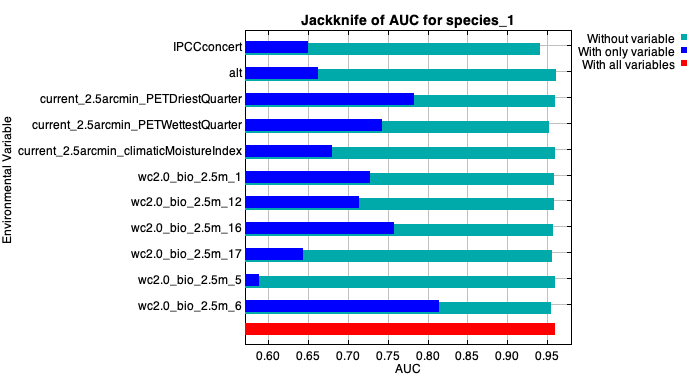 Jackknife of AUC for species_1
Without variable
With only variable
With all variables
Environmental Variable
IPCCconcert
alt
current_2.5arcmin_PETDriestQuarter
current_2.5arcmin_PETWettestQuarter
current_2.5arcmin_climaticMoistureIndex
wc2.0_bio_2.5m_1
wc2.0_bio_2.5m_12
wc2.0_bio_2.5m_16
wc2.0_bio_2.5m_17
wc2.0_bio_2.5m_5
wc2.0_bio_2.5m_6
0.60 0.65 0.70 0.75 0.80 0.85 0.90 0.95
AUC